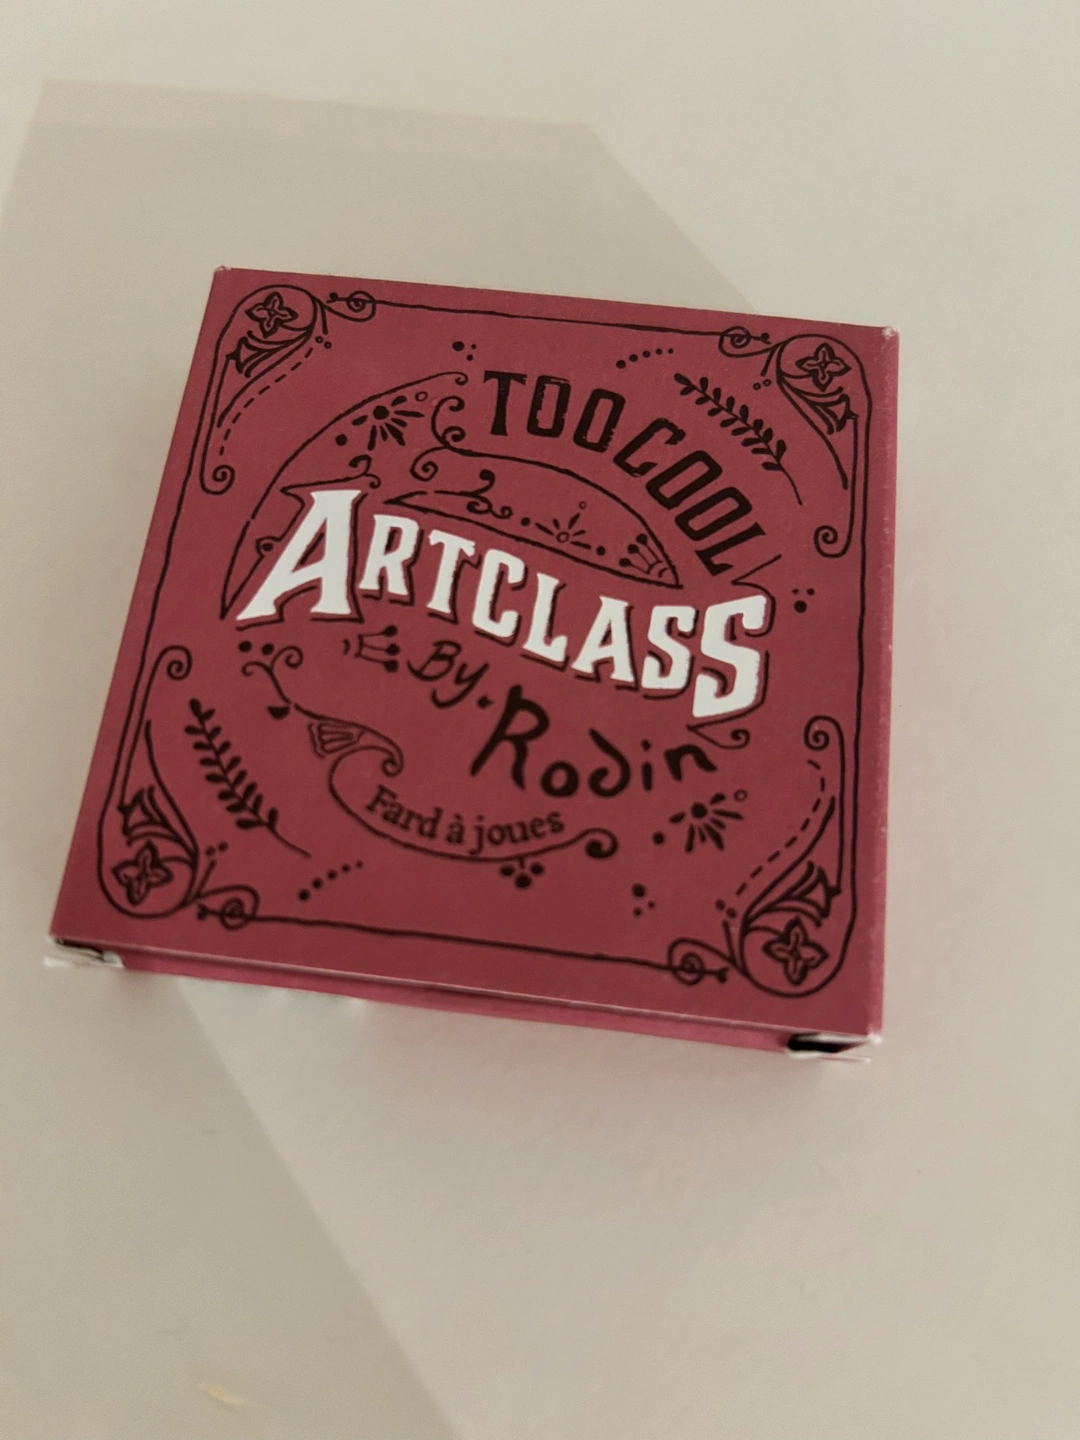 TOO COOL
ARTCLASS
By. Rodin
Fard à joues